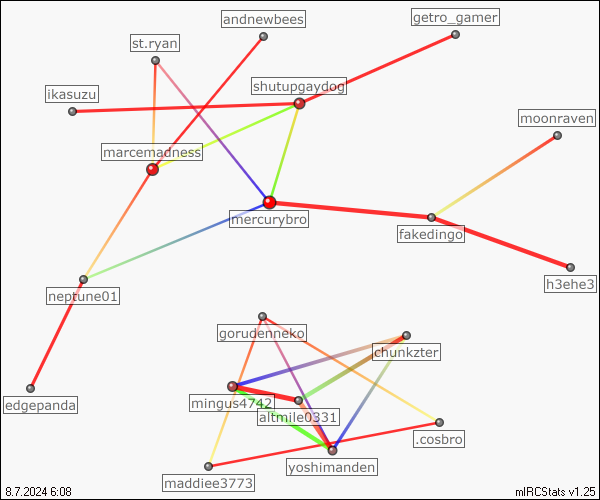 andnewbees
getro_gamer
st.ryan
shutupgaydog
ikasuzu
moonraven
marcemadness
mercurybro
fakedingo
h3ehe3
neptune01
gorudenneko
chunkzter
edgepanda
mingus4742
altmile0331
.cosbro
yoshimanden
maddiee3773
8.7.2024 6:08
mIRCStats v1.25